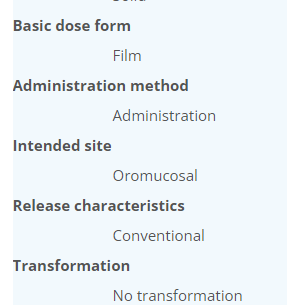 Basic dose form
Film
Administration method
Administration
Intended site
Oromucosal
Release characteristics
Conventional
Transformation
No transformation